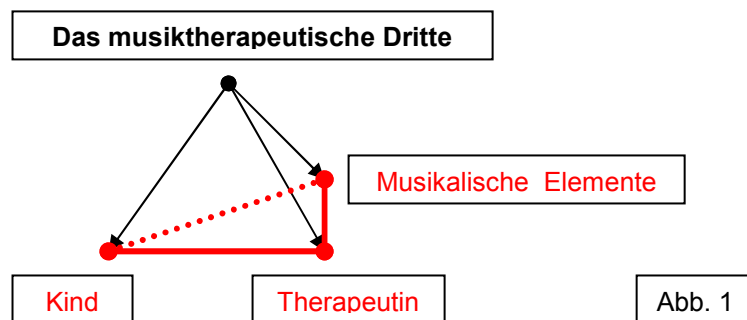 Das musiktherapeutische Dritte
Musikalische Elemente
Kind
Therapeutin
Abb. 1